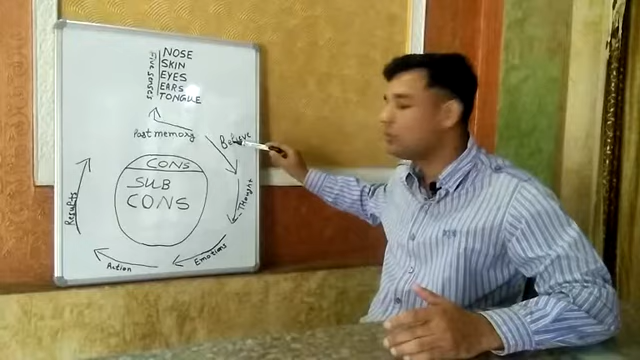 NOSE
SKIN
EYES
EARS
TONGUE
Five senses
Past memory
Believe
CONS
SUB
CONS
Thought
Results
Emotions
Action